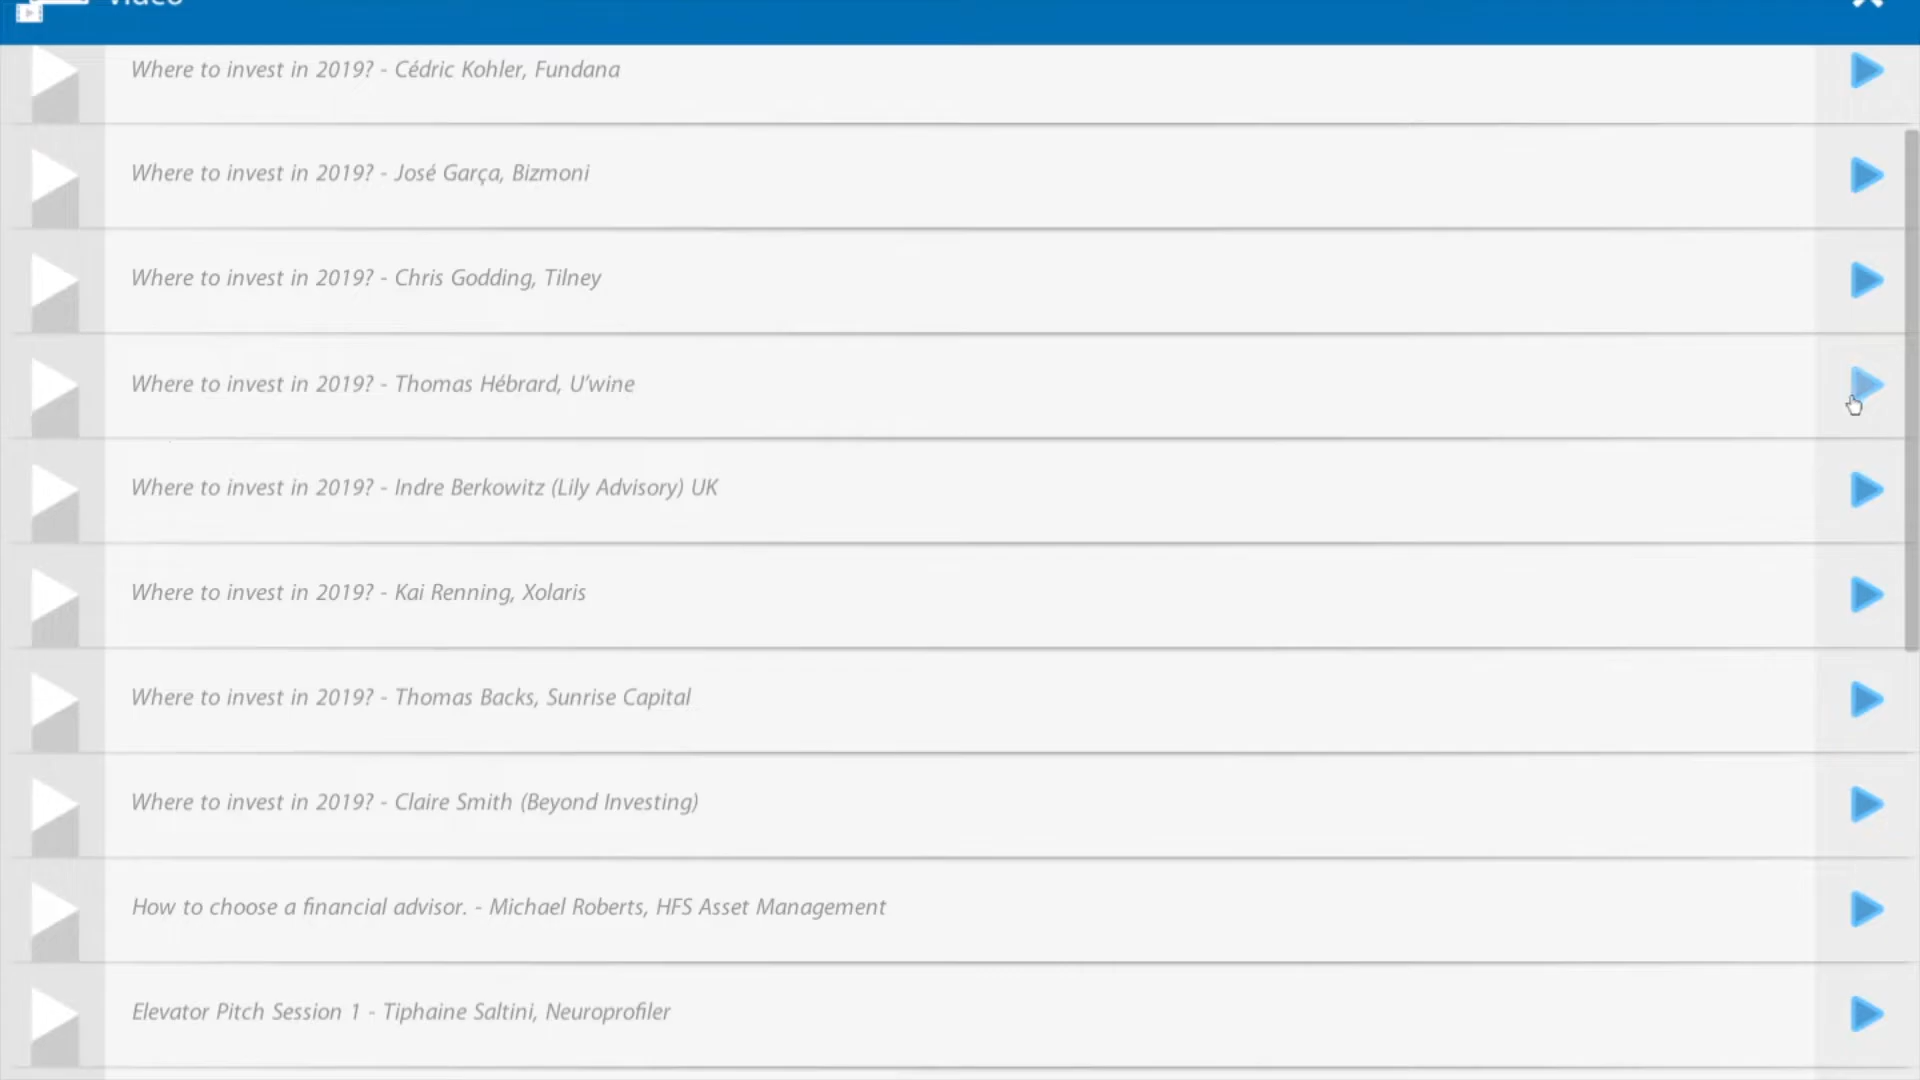 Video
Where to invest in 2019? - Cédric Kohler, Fundana
Where to invest in 2019? - José Garça, Bizmoni
Where to invest in 2019? - Chris Godding, Tilney
Where to invest in 2019? - Thomas Hébrard, U'wine
Where to invest in 2019? - Indre Berkowitz (Lily Advisory) UK
Where to invest in 2019? - Kai Renning, Xolaris
Where to invest in 2019? - Thomas Backs, Sunrise Capital
Where to invest in 2019? - Claire Smith (Beyond Investing)
How to choose a financial advisor. - Michael Roberts, HFS Asset Management
Elevator Pitch Session 1 - Tiphaine Saltini, Neuroprofiler